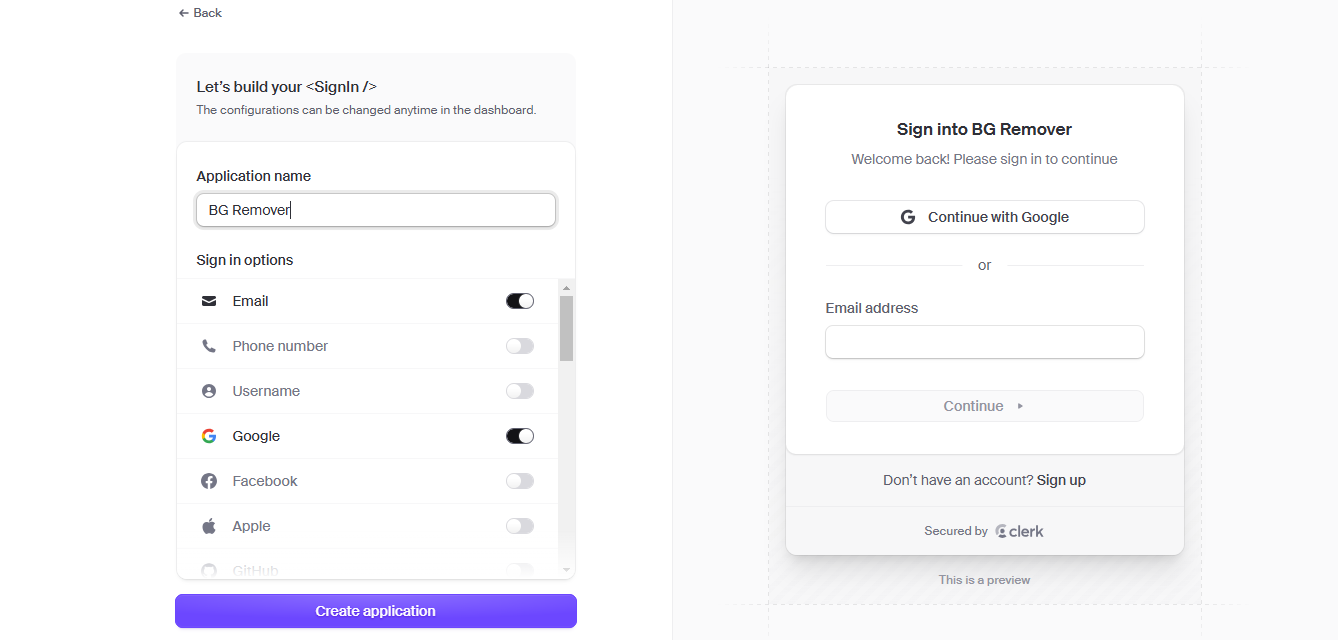 Back
Let’s build your <SignIn />
The configurations can be changed anytime in the dashboard.
Application name
BG Remover
Sign in options
Email
Phone number
Username
Google
Facebook
Apple
GitHub
Create application
Sign into BG Remover
Welcome back! Please sign in to continue
Continue with Google
or
Email address
Continue
Don’t have an account? Sign up
Secured by clerk
This is a preview